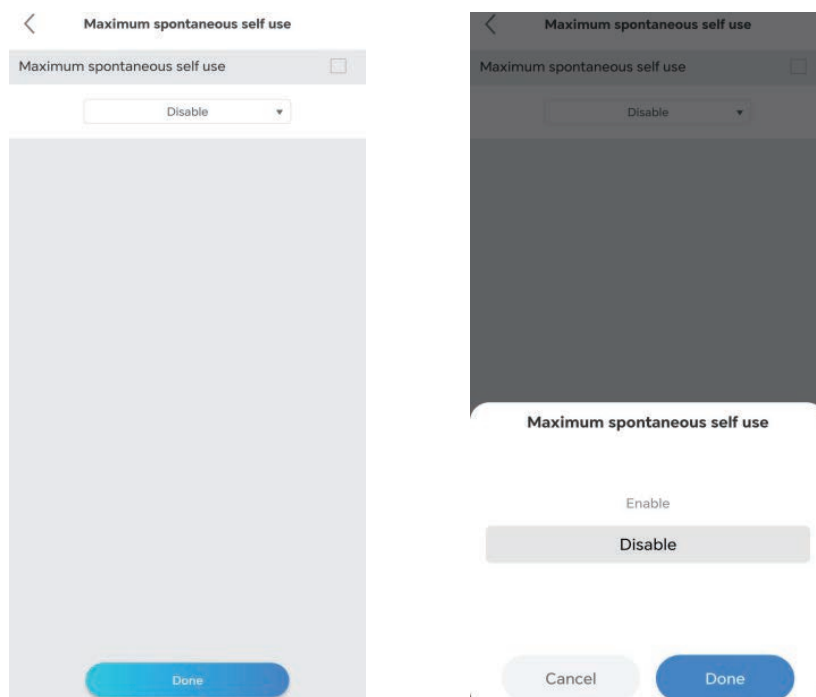 Maximum spontaneous self use
Maximum spontaneous self use
Disable
Done
Maximum spontaneous self use
Maximum spontaneous self use
Disable
Maximum spontaneous self use
Enable
Disable
Cancel
Done